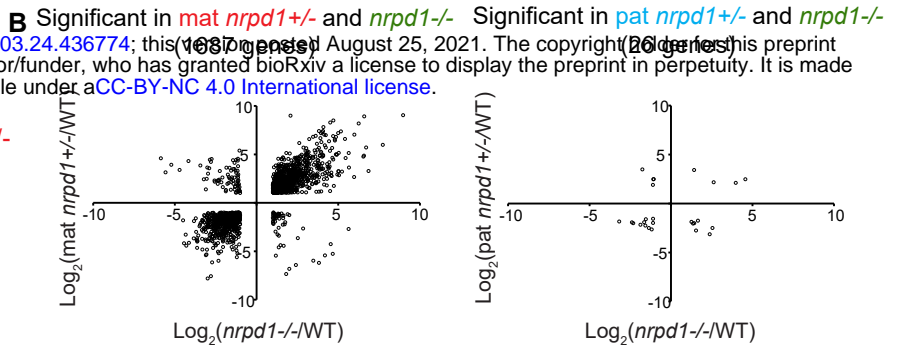 B Significant in mat nrpd1+/- and nrpd1-/-
(1687 genes)
Significant in pat nrpd1+/- and nrpd1-/-
(26 genes)
03.24.436774; this version posted August 25, 2021. The copyright holder for this preprint
or/funder, who has granted bioRxiv a license to display the preprint in perpetuity. It is made
le under aCC-BY-NC 4.0 International license.
/-
Log2(mat nrpd1+/-/WT)
10
5
-10 -5 5 10
-5
-10
Log2(nrpd1-/-/WT)
Log2(pat nrpd1+/-/WT)
10
5
-10 -5 5 10
-5
-10
Log2(nrpd1-/-/WT)